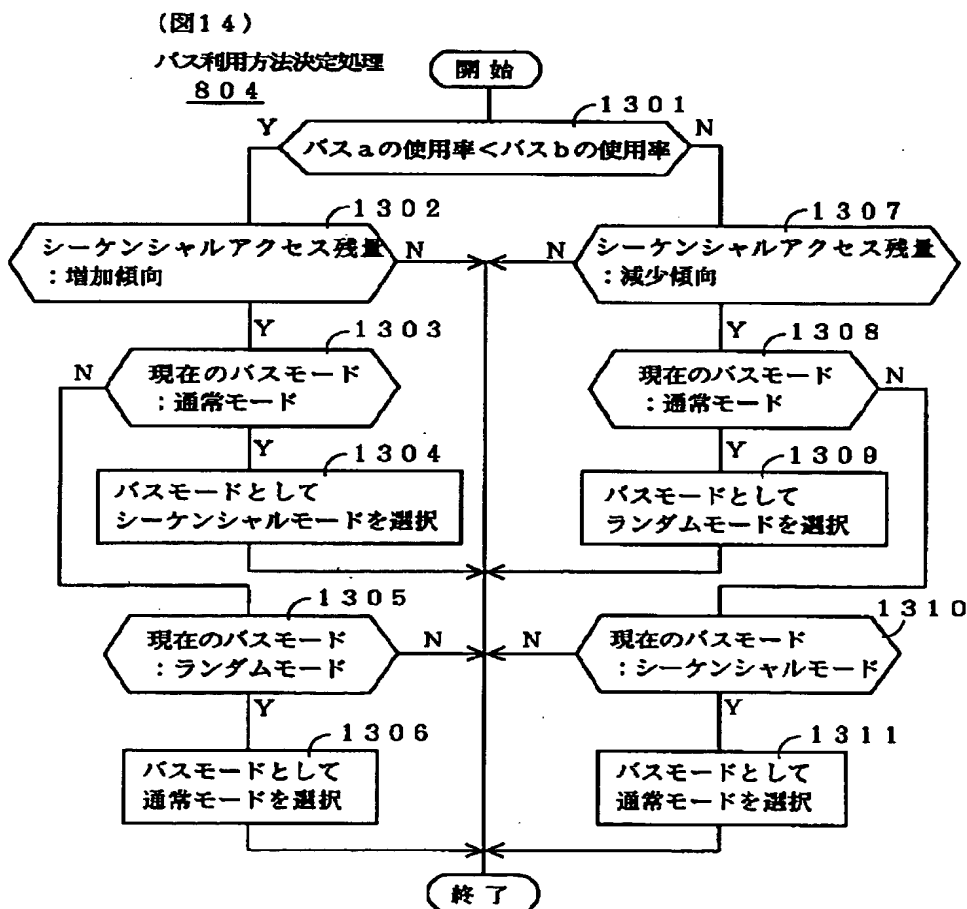 (図14)
バス利用方法決定処理
804
開始
1301
Y
N
バスaの使用率<バスbの使用率
1302
シーケンシャルアクセス残量
:増加傾向
N
1307
シーケンシャルアクセス残量
:減少傾向
N
Y
1303
現在のバスモード
:通常モード
N
Y
1308
現在のバスモード
:通常モード
N
Y
1304
バスモードとして
シーケンシャルモードを選択
Y
1309
バスモードとして
ランダムモードを選択
1305
現在のバスモード
:ランダムモード
N
1310
現在のバスモード
:シーケンシャルモード
N
Y
1306
バスモードとして
通常モードを選択
Y
1311
バスモードとして
通常モードを選択
終了